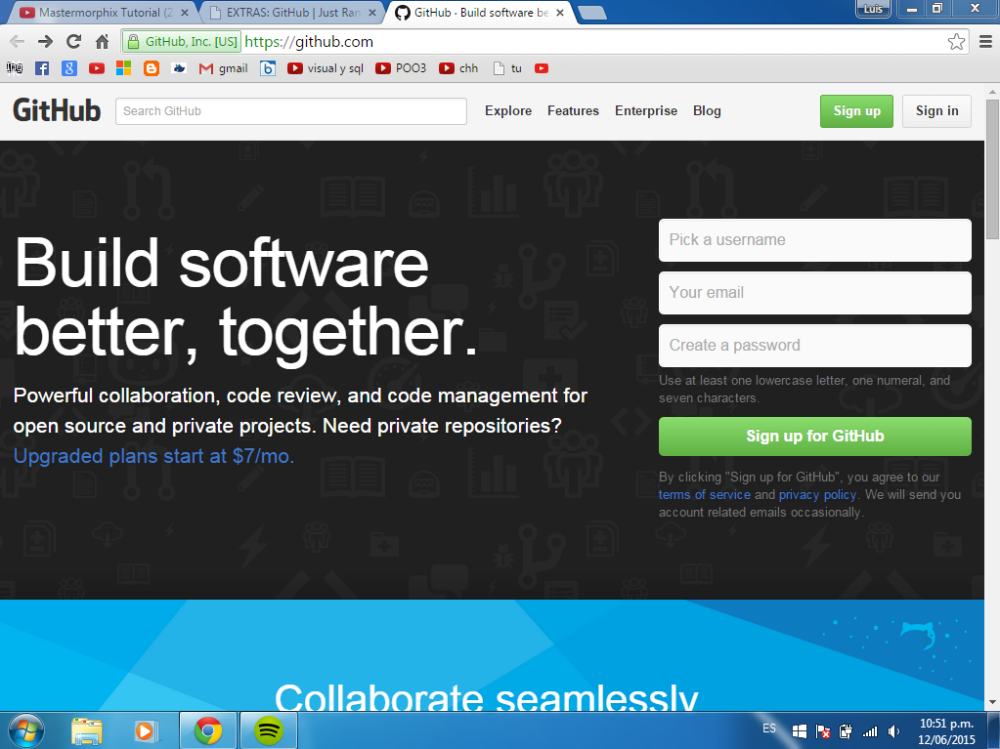 Mastermorphix Tutorial (2
EXTRAS: GitHub | Just Ran
GitHub · Build software be
Luis
GitHub, Inc. [US]
https://github.com
gmail
visual y sql
POO3
chh
tu
GitHub
Search GitHub
Explore
Features
Enterprise
Blog
Sign up
Sign in
Build software
better, together.
Powerful collaboration, code review, and code management for
open source and private projects. Need private repositories?
Upgraded plans start at $7/mo.
Pick a username
Your email
Create a password
Use at least one lowercase letter, one numeral, and
seven characters.
Sign up for GitHub
By clicking "Sign up for GitHub", you agree to our
terms of service and privacy policy. We will send you
account related emails occasionally.
Collaborate seamlessly
ES
10:51 p.m.
12/06/2015